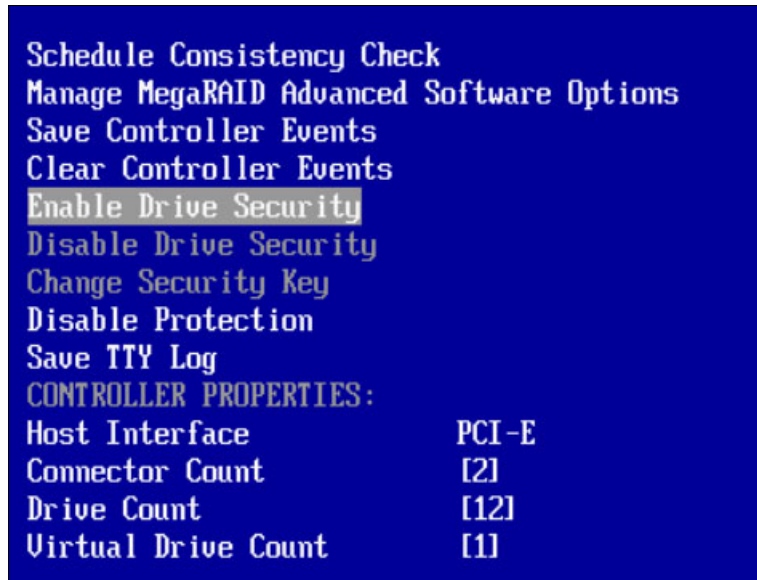 Schedule Consistency Check
Manage MegaRAID Advanced Software Options
Save Controller Events
Clear Controller Events
Enable Drive Security
Disable Drive Security
Change Security Key
Disable Protection
Save TTY Log
CONTROLLER PROPERTIES:
Host Interface PCI-E
Connector Count [2]
Drive Count [12]
Virtual Drive Count [1]